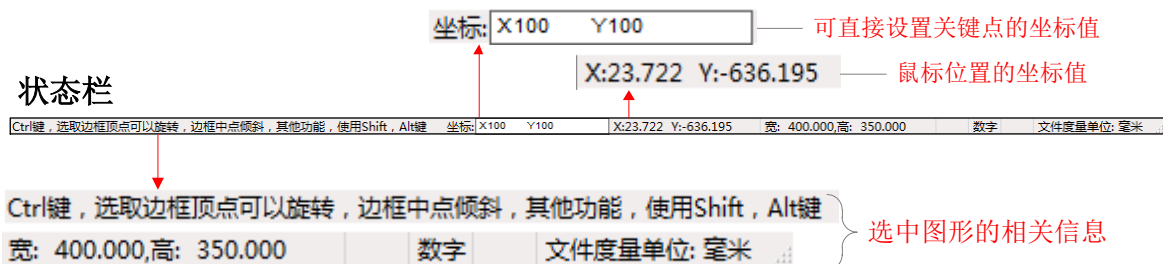 坐标: X100 Y100 可直接设置关键点的坐标值
X:23.722 Y:-636.195 鼠标位置的坐标值
状态栏
Ctrl键，选取边框顶点可以旋转，边框中点倾斜，其他功能，使用Shift，Alt键 坐标: X100 Y100 X:23.722 Y:-636.195 宽: 400.000,高: 350.000 数字 文件度量单位: 毫米
Ctrl键，选取边框顶点可以旋转，边框中点倾斜，其他功能，使用Shift，Alt键
选中图形的相关信息
宽: 400.000,高: 350.000 数字 文件度量单位: 毫米